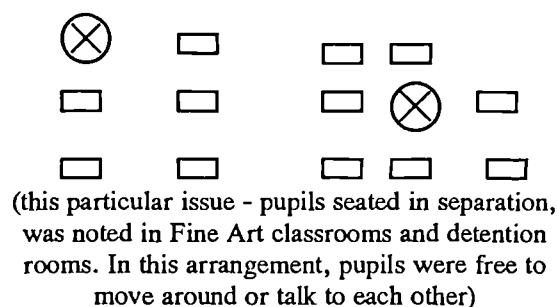 (this particular issue - pupils seated in separation,
was noted in Fine Art classrooms and detention
rooms. In this arrangement, pupils were free to
move around or talk to each other)